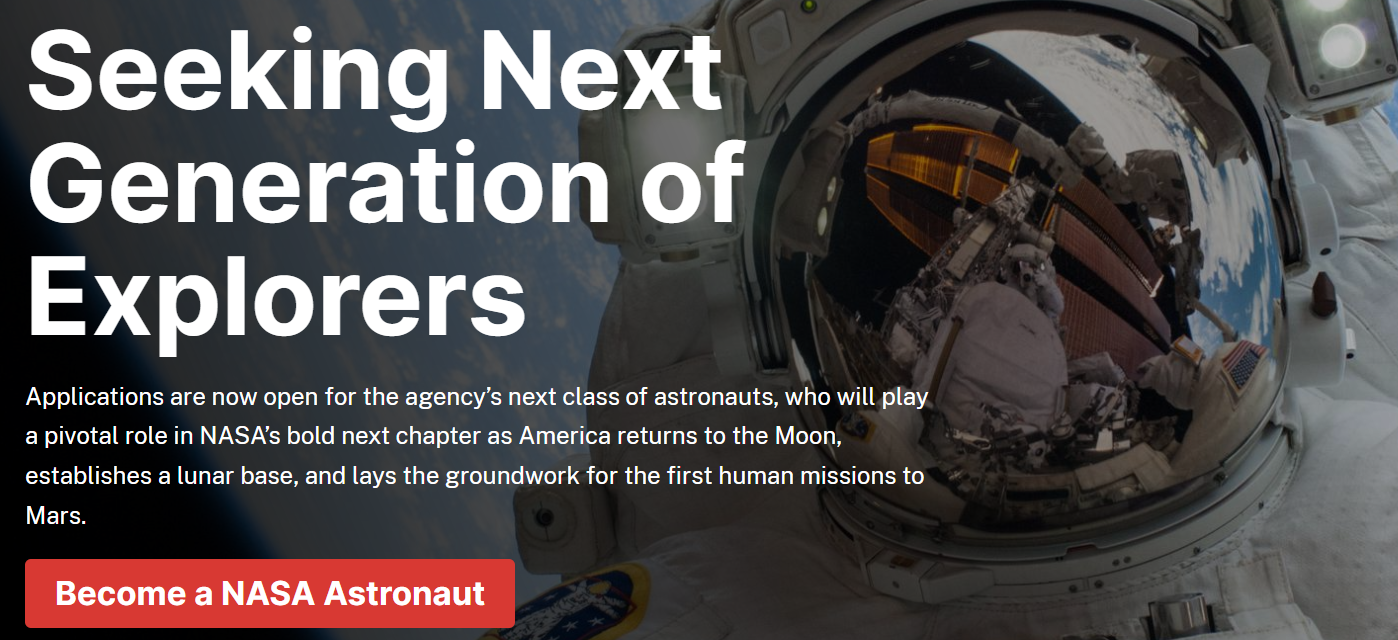 Seeking Next
Generation of
Explorers
Applications are now open for the agency’s next class of astronauts, who will play
a pivotal role in NASA’s bold next chapter as America returns to the Moon,
establishes a lunar base, and lays the groundwork for the first human missions to
Mars.
Become a NASA Astronaut